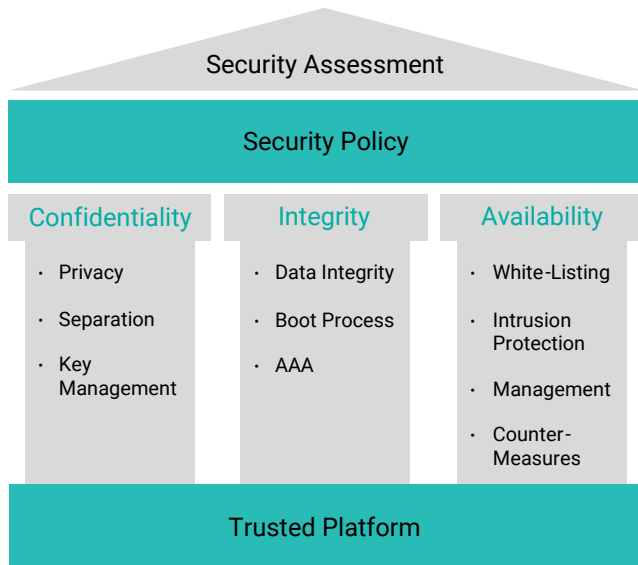 Security Assessment
Security Policy
Confidentiality
· Privacy
· Separation
· Key
Management
Integrity
· Data Integrity
· Boot Process
· AAA
Availability
· White-Listing
· Intrusion
Protection
· Management
· Counter-
Measures
Trusted Platform